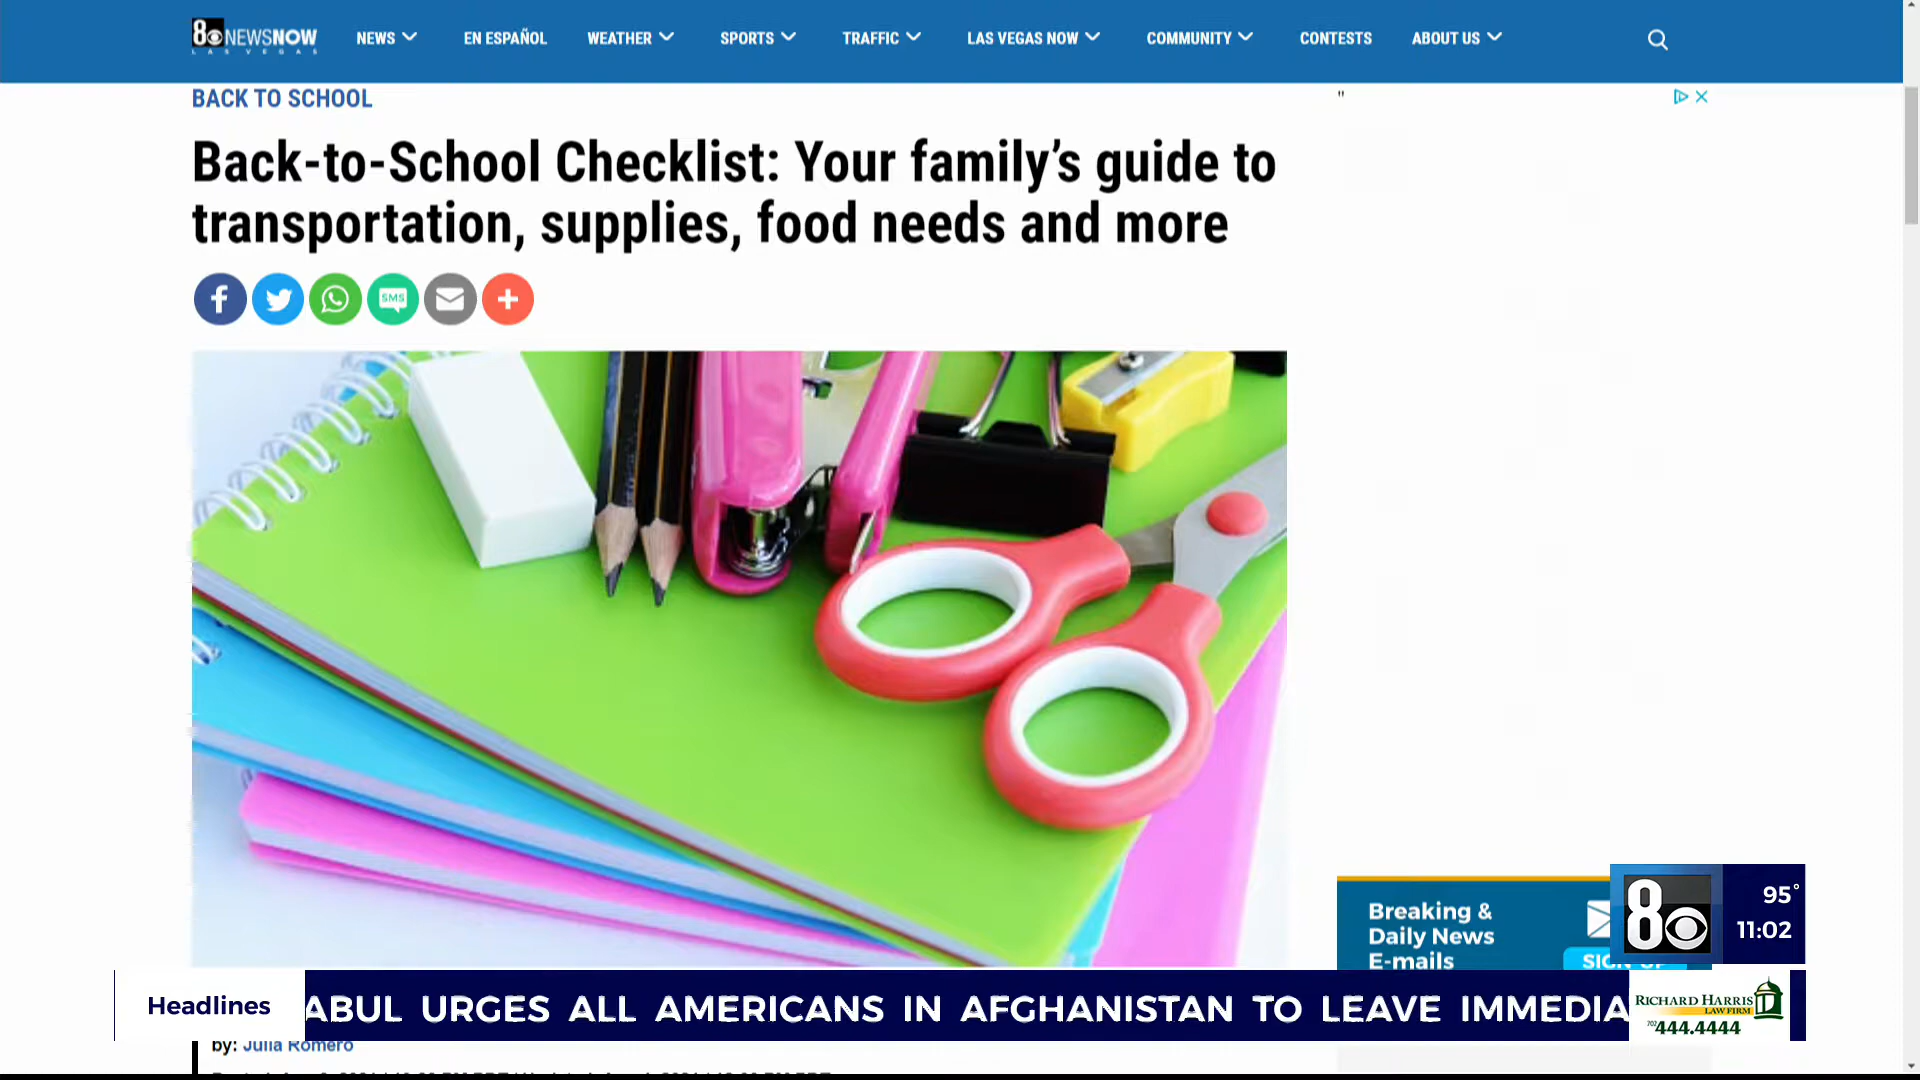 8 NEWSNOW
LAS VEGAS
NEWS
EN ESPAÑOL
WEATHER
SPORTS
TRAFFIC
LAS VEGAS NOW
COMMUNITY
CONTESTS
ABOUT US
BACK TO SCHOOL
"
Back-to-School Checklist: Your family’s guide to
transportation, supplies, food needs and more
SMS
Breaking &
Daily News
E-mails
SIGN UP
8
95°
11:02
Headlines
ABUL URGES ALL AMERICANS IN AFGHANISTAN TO LEAVE IMMEDIA
RICHARD HARRIS
LAW FIRM
702 444.4444
by: Julia Romero